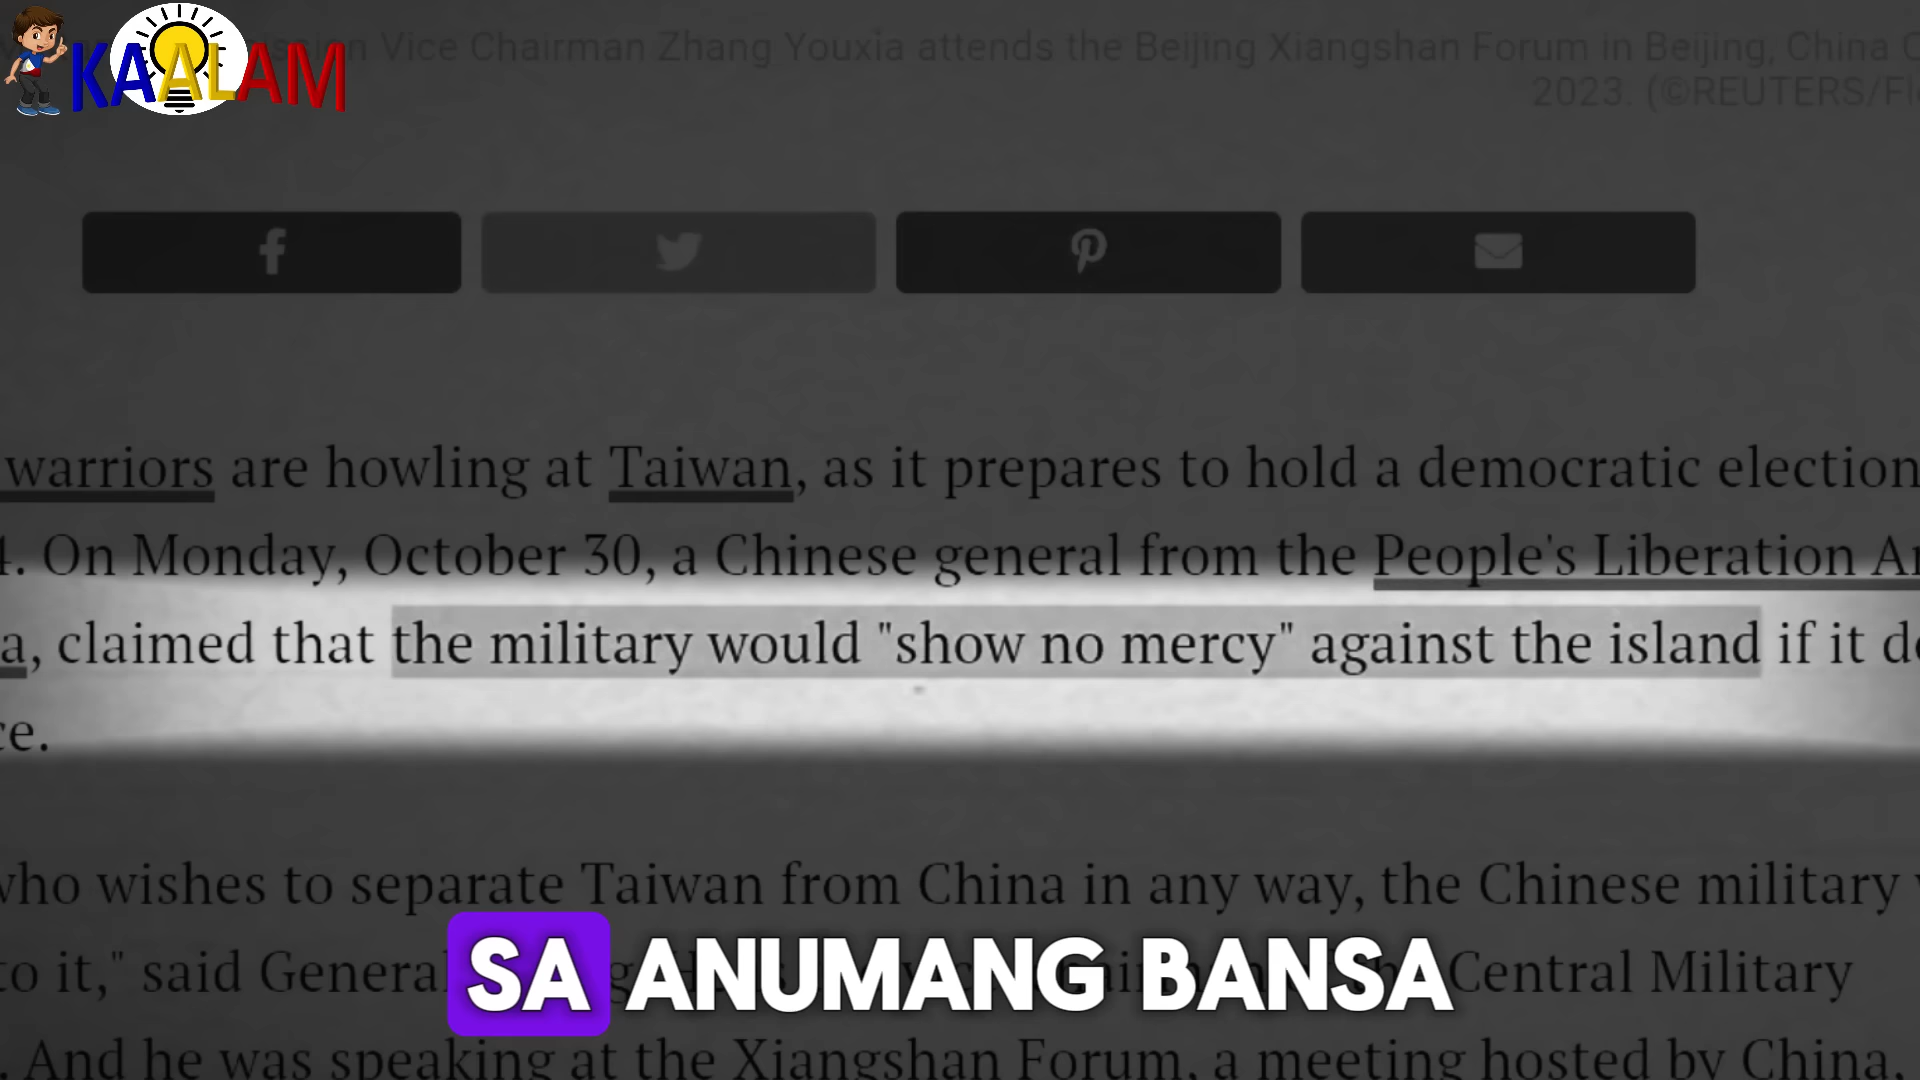 KAALAM
Vice Chairman Zhang Youxia attends the Beijing Xiangshan Forum in Beijing, China
2023. (©REUTERS/
f
warriors are howling at Taiwan, as it prepares to hold a democratic election
4. On Monday, October 30, a Chinese general from the People's Liberation
a, claimed that the military would "show no mercy" against the island if it
ce.
who wishes to separate Taiwan from China in any way, the Chinese military
to it," said General Central Military
SA ANUMANG BANSA
. And he was speaking at the Xiangshan Forum, a meeting hosted by China,